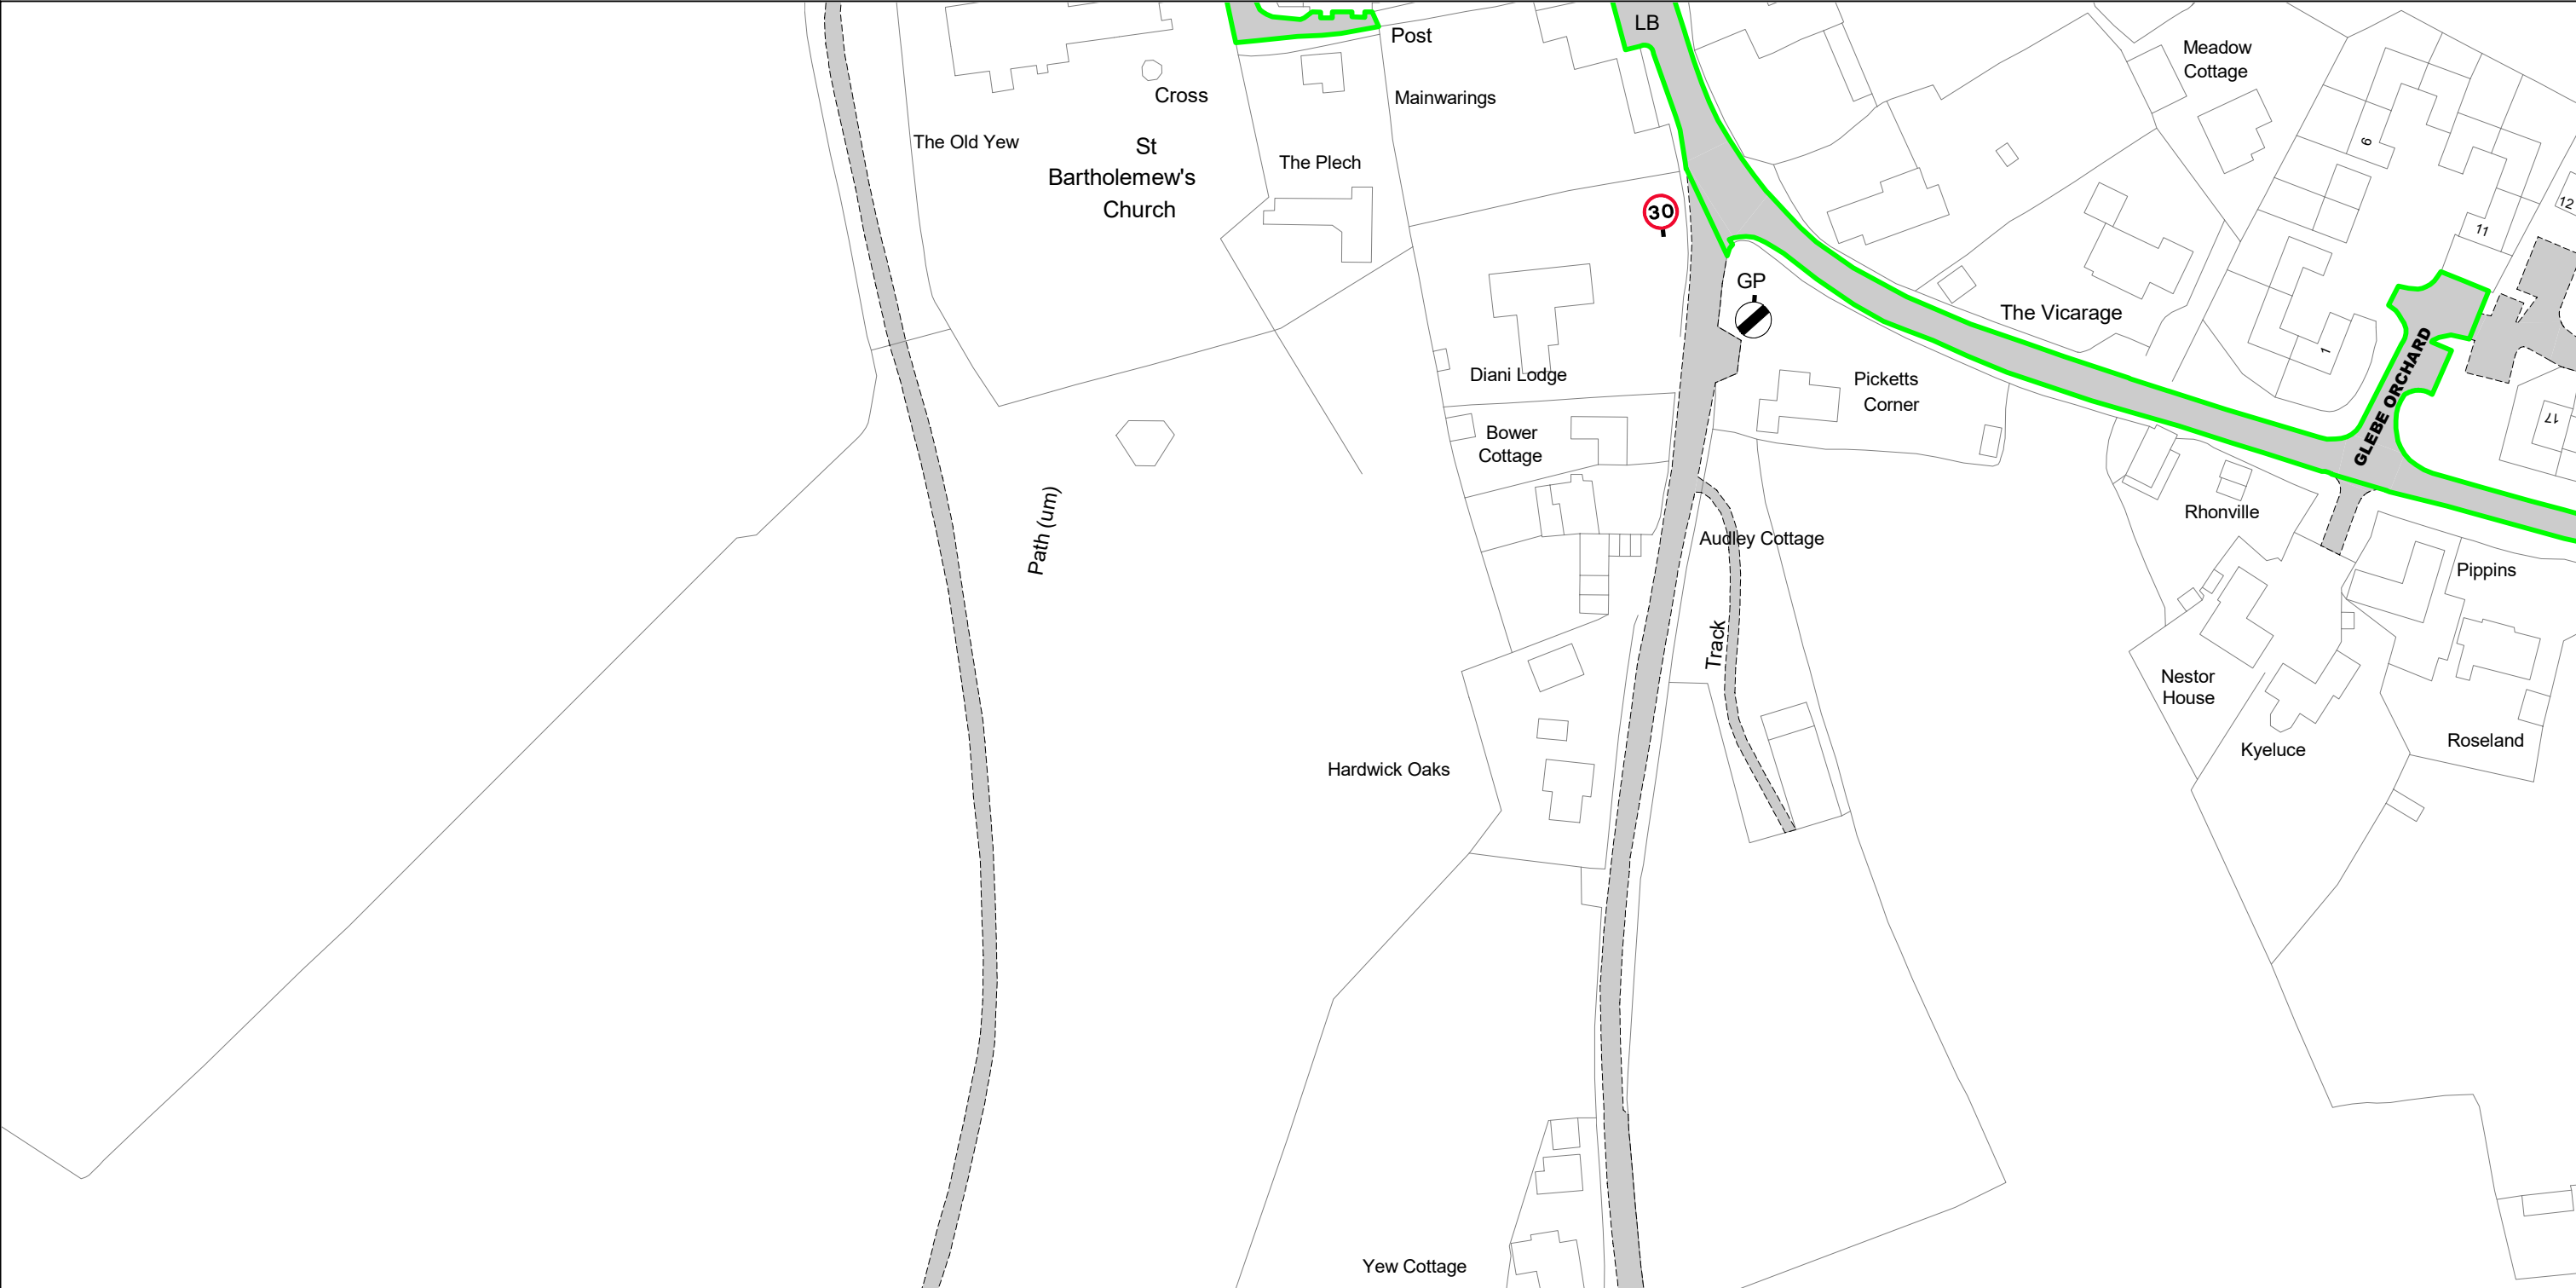 LB
Post
Meadow
Cottage
Cross
Mainwarings
The Old Yew
St
Bartholemew's
Church
The Plech
6
12
30
11
GP
The Vicarage
1
Diani Lodge
Picketts
Corner
GLEBE ORCHARD
17
Bower
Cottage
Path (um)
Rhonville
Audley Cottage
Pippins
Track
Nestor
House
Kyeluce
Roseland
Hardwick Oaks
Yew Cottage